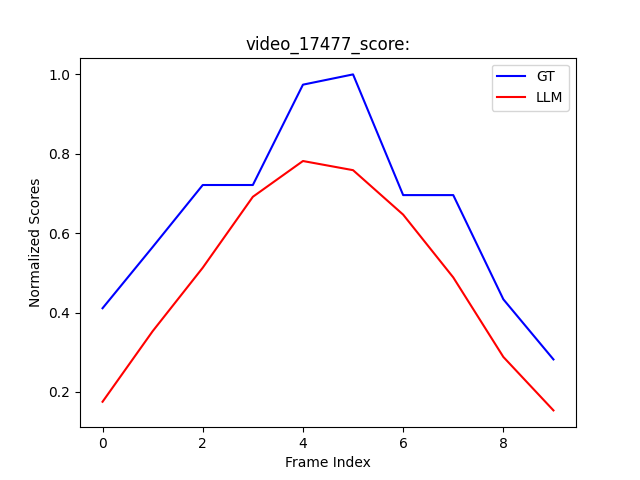 video_17477_score:
GT
LLM
Normalized Scores
1.0
0.8
0.6
0.4
0.2
0 2 4 6 8
Frame Index